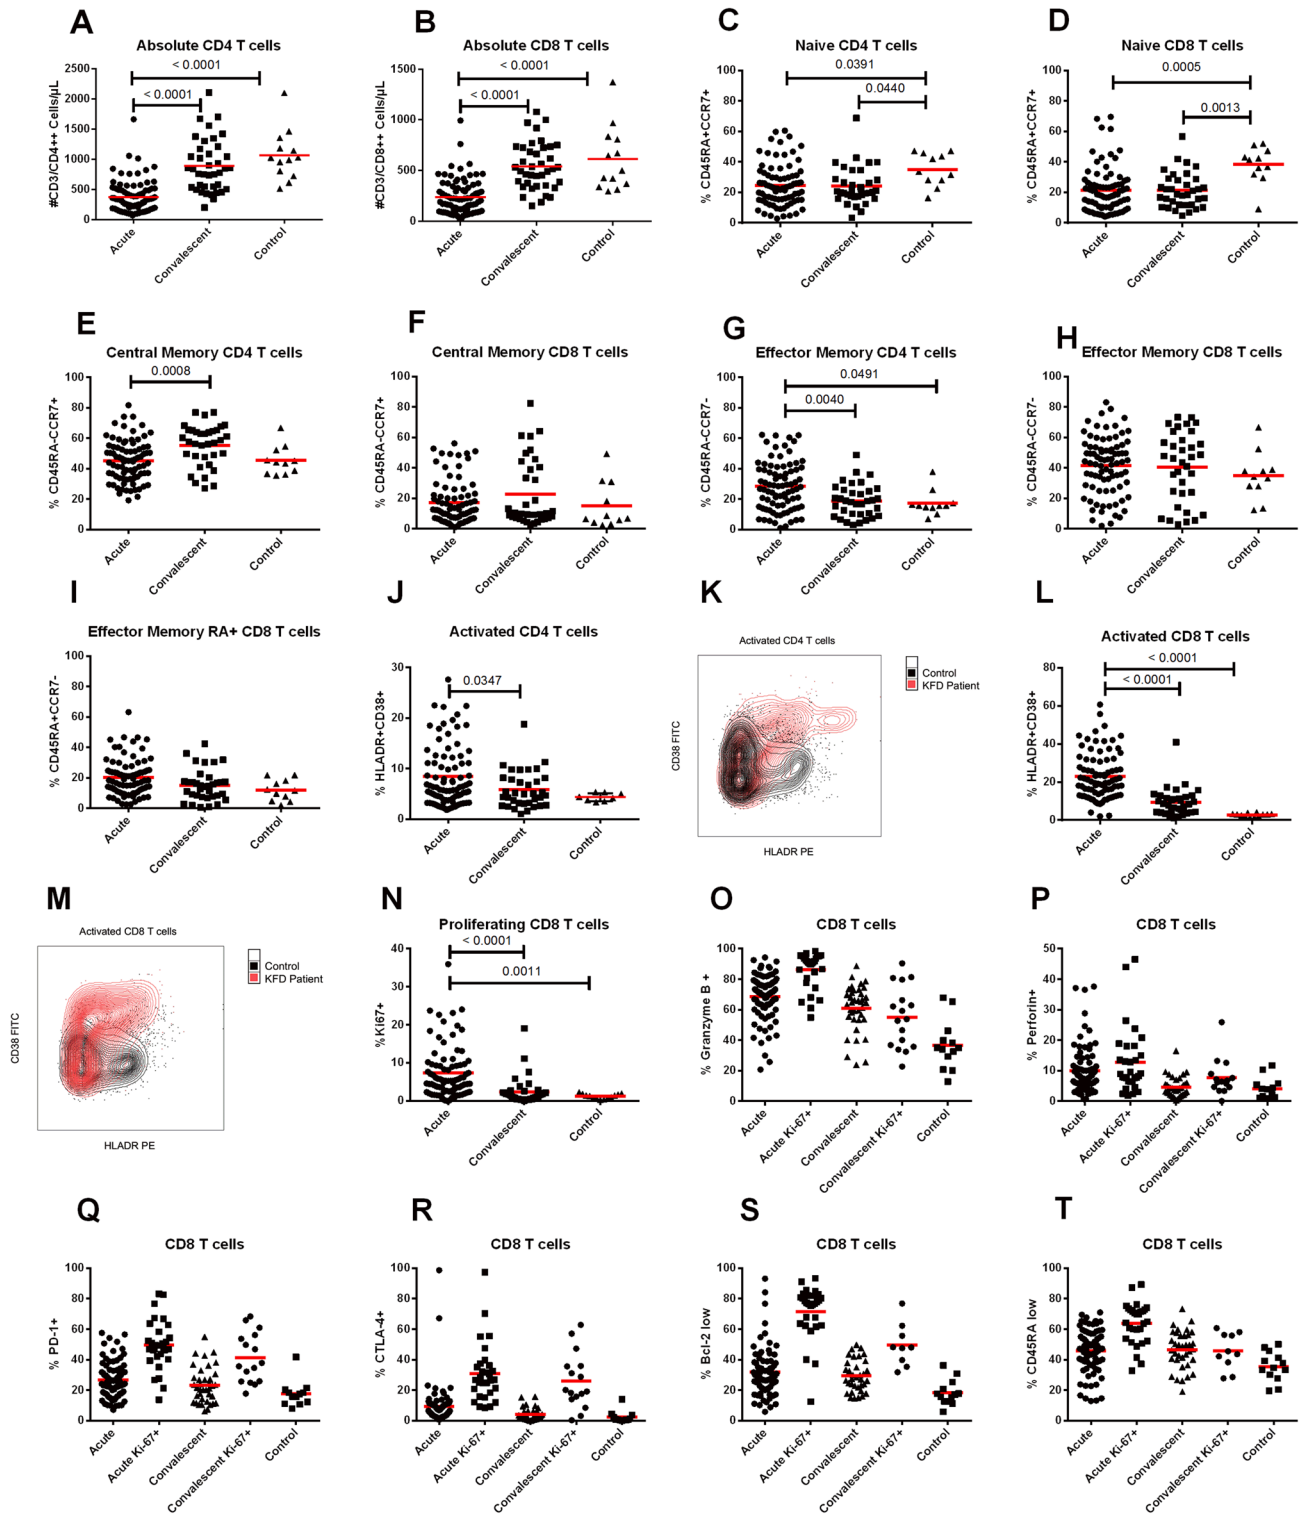 A
Absolute CD4 T cells
#CD3/CD4++ Cells/µL
2500
2000
1500
1000
500
0
< 0.0001
< 0.0001
Acute
Convalescent
Control
B
Absolute CD8 T cells
#CD3/CD8++ Cells/µL
1500
1000
500
0
< 0.0001
< 0.0001
Acute
Convalescent
Control
C
Naive CD4 T cells
% CD45RA+CCR7+
100
80
60
40
20
0
0.0391
0.0440
Acute
Convalescent
Control
D
Naive CD8 T cells
% CD45RA+CCR7+
100
80
60
40
20
0
0.0005
0.0013
Acute
Convalescent
Control
E
Central Memory CD4 T cells
% CD45RA-CCR7+
100
80
60
40
20
0
0.0008
Acute
Convalescent
Control
F
Central Memory CD8 T cells
% CD45RA-CCR7+
100
80
60
40
20
0
Acute
Convalescent
Control
G
Effector Memory CD4 T cells
% CD45RA-CCR7-
100
80
60
40
20
0
0.0491
0.0040
Acute
Convalescent
Control
H
Effector Memory CD8 T cells
% CD45RA-CCR7-
100
80
60
40
20
0
Acute
Convalescent
Control
I
Effector Memory RA+ CD8 T cells
% CD45RA+CCR7-
100
80
60
40
20
0
Acute
Convalescent
Control
J
Activated CD4 T cells
% HLADR+CD38+
30
20
10
0
0.0347
Acute
Convalescent
Control
K
Activated CD4 T cells
CD38 FITC
HLADR PE
Control
KFD Patient
L
Activated CD8 T cells
% HLADR+CD38+
80
60
40
20
0
< 0.0001
< 0.0001
Acute
Convalescent
Control
M
Activated CD8 T cells
CD38 FITC
HLADR PE
Control
KFD Patient
N
Proliferating CD8 T cells
% Ki67+
40
30
20
10
0
< 0.0001
0.0011
Acute
Convalescent
Control
O
CD8 T cells
% Granzyme B +
100
80
60
40
20
0
Acute
Acute Ki-67+
Convalescent
Convalescent Ki-67+
Control
P
CD8 T cells
% Perforin+
50
40
30
20
10
0
Acute
Acute Ki-67+
Convalescent
Convalescent Ki-67+
Control
Q
CD8 T cells
% PD-1+
100
80
60
40
20
0
Acute
Acute Ki-67+
Convalescent
Convalescent Ki-67+
Control
R
CD8 T cells
% CTLA-4+
100
80
60
40
20
0
Acute
Acute Ki-67+
Convalescent
Convalescent Ki-67+
Control
S
CD8 T cells
% Bcl-2 low
100
80
60
40
20
0
Acute
Acute Ki-67+
Convalescent
Convalescent Ki-67+
Control
T
CD8 T cells
% CD45RA low
100
80
60
40
20
0
Acute
Acute Ki-67+
Convalescent
Convalescent Ki-67+
Control